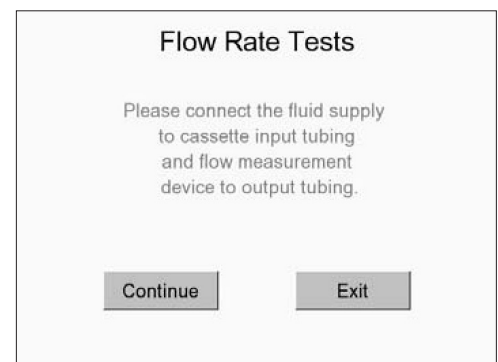 Flow Rate Tests
Please connect the fluid supply
to cassette input tubing
and flow measurement
device to output tubing.
Continue Exit